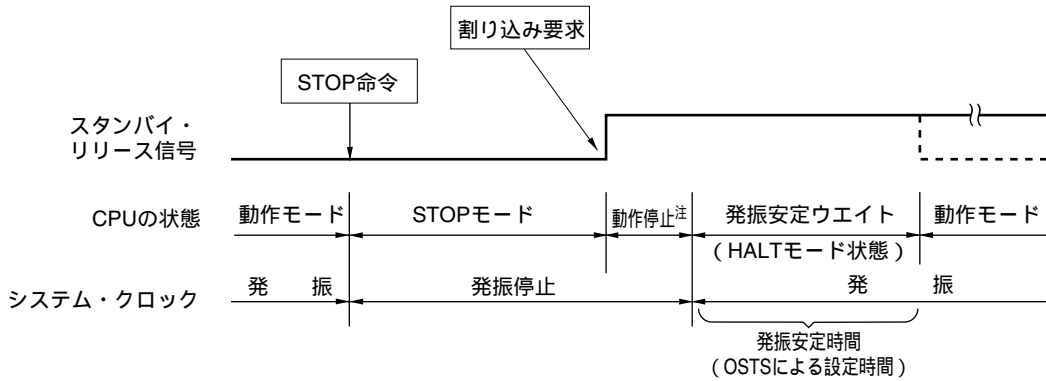 割り込み要求
STOP命令
スタンバイ・
リリース信号
CPUの状態 動作モード STOPモード 動作停止注 発振安定ウエイト 動作モード
(HALTモード状態)
システム・クロック 発 振 発振停止 発 振
発振安定時間
(OSTSによる設定時間)